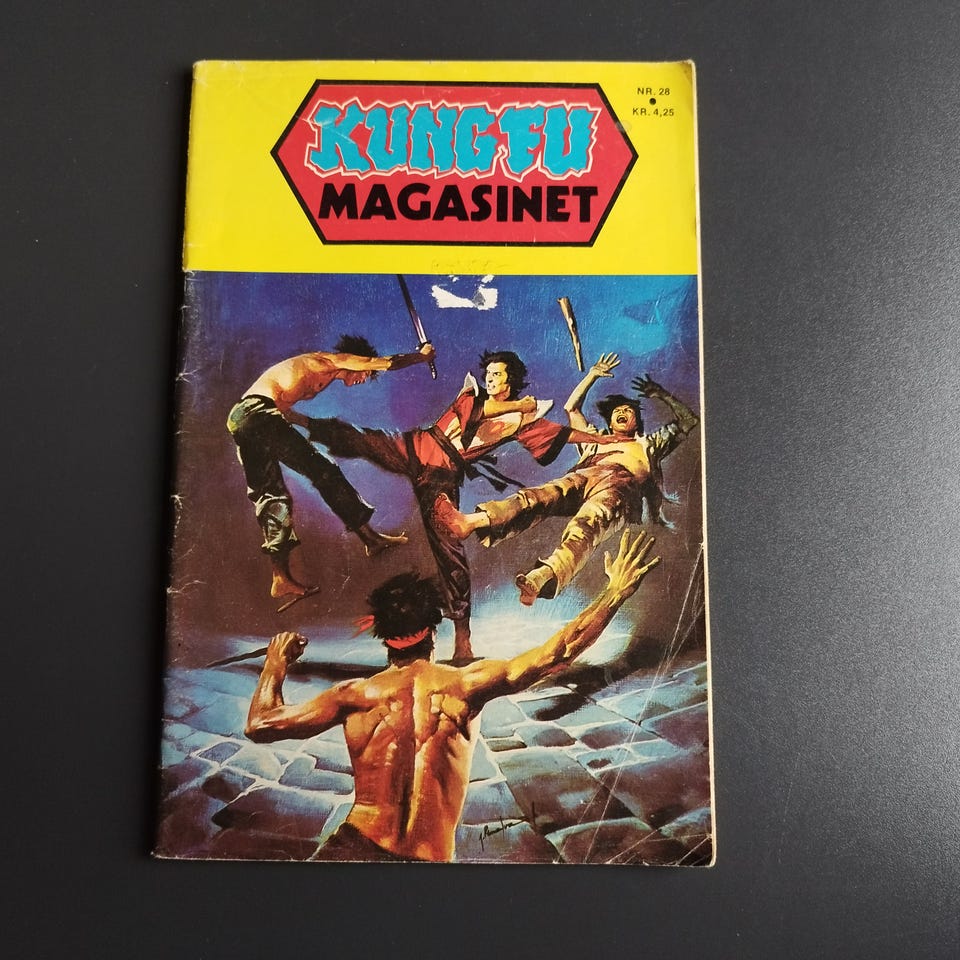 KUNG FU
MAGASINET
NR. 28
KR. 4,25